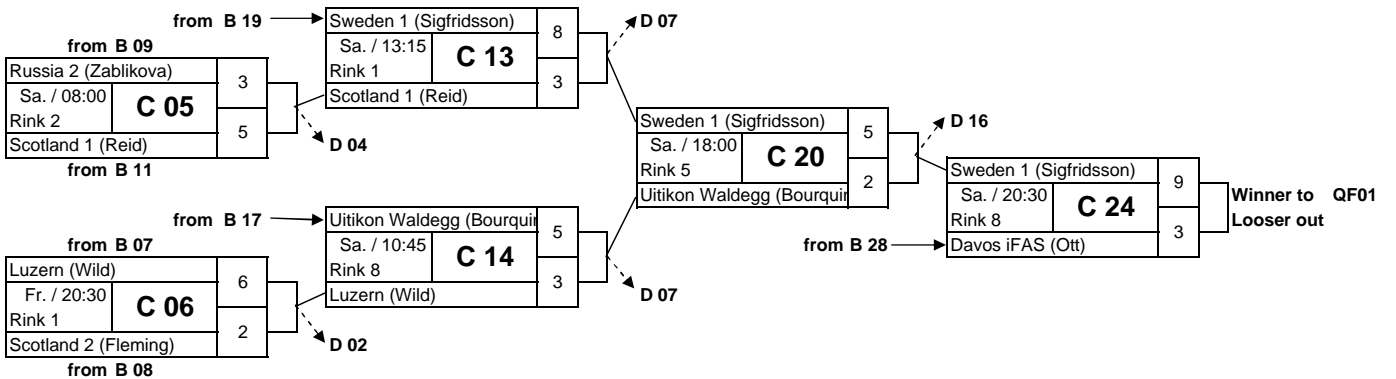 from B 19
Sweden 1 (Sigfridsson)
8
D 07
Sa. / 13:15
C 13
Rink 1
3
Scotland 1 (Reid)
from B 09
Russia 2 (Zablikova)
3
Sa. / 08:00
C 05
Rink 2
5
Scotland 1 (Reid)
from B 11
D 04
Sweden 1 (Sigfridsson)
5
D 16
Sa. / 18:00
C 20
Rink 5
2
Uitikon Waldegg (Bourquin
Sweden 1 (Sigfridsson)
9
Sa. / 20:30
C 24
Rink 8
3
Davos iFAS (Ott)
from B 28
Winner to QF01
Looser out
from B 17
Uitikon Waldegg (Bourquin
5
Sa. / 10:45
C 14
Rink 8
3
Luzern (Wild)
D 07
from B 07
Luzern (Wild)
6
Fr. / 20:30
C 06
Rink 1
2
Scotland 2 (Fleming)
from B 08
D 02